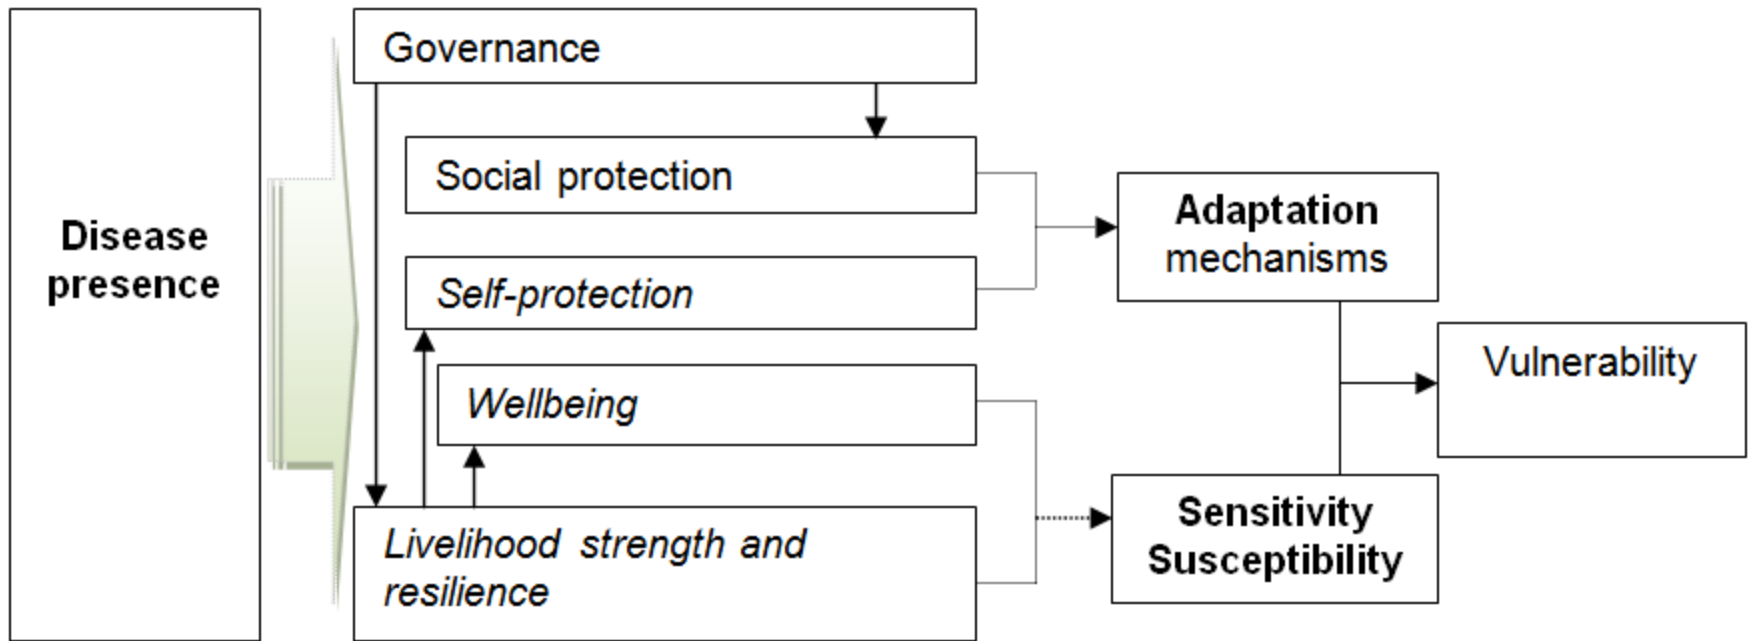 Disease
presence
Governance
Social protection
Self-protection
Wellbeing
Livelihood strength and
resilience
Adaptation
mechanisms
Sensitivity
Susceptibility
Vulnerability